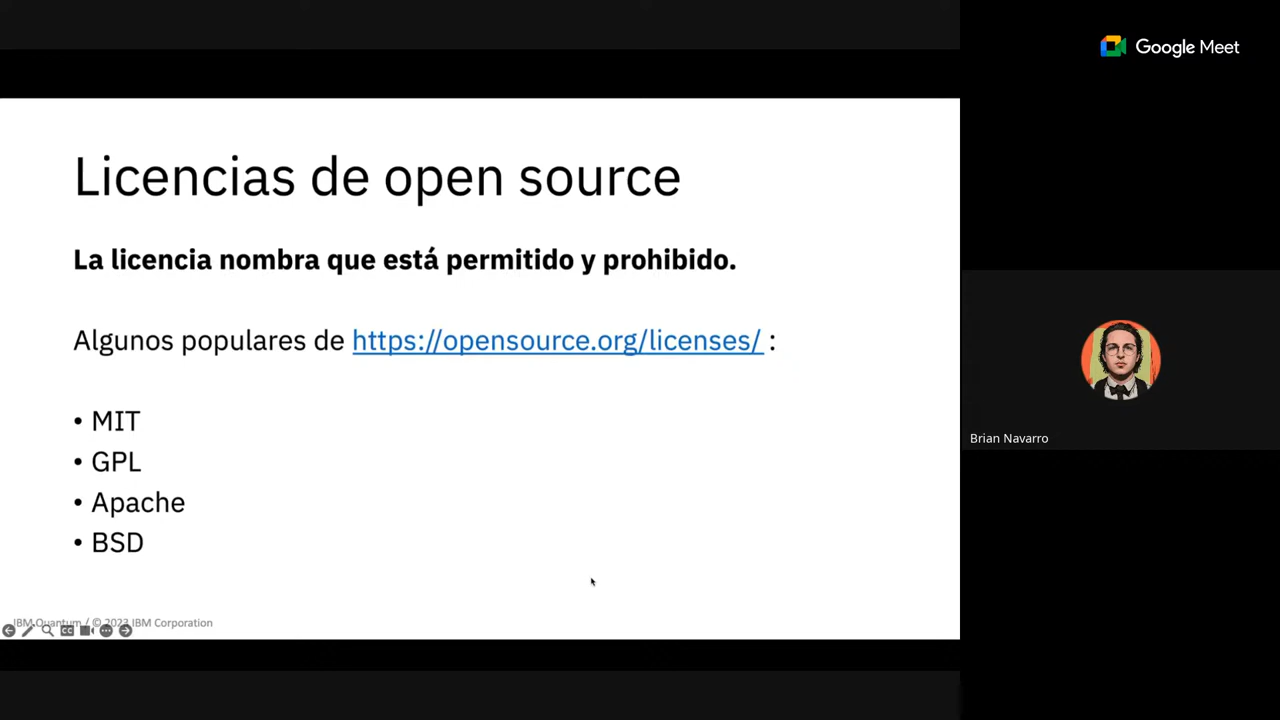 Google Meet
Licencias de open source
La licencia nombra que está permitido y prohibido.
Algunos populares de https://opensource.org/licenses/ :
• MIT
• GPL
• Apache
• BSD
Brian Navarro
IBM Quantum / © 2023 IBM Corporation